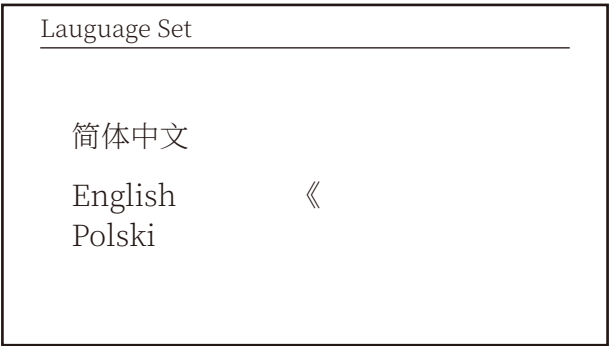 Lauguage Set
简体中文
English 《
Polski